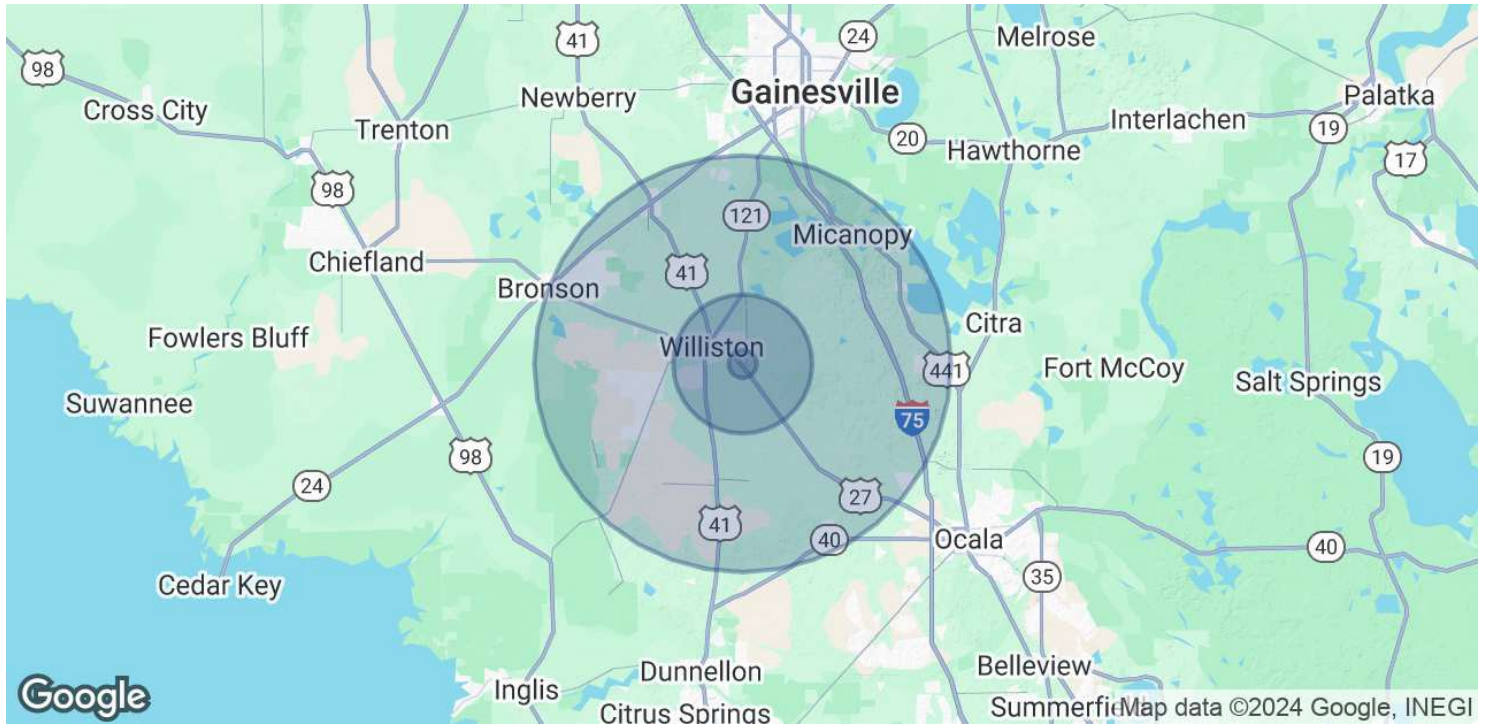 41
24
Melrose
98
Gainesville
Newberry
Palatka
Cross City
Interlachen
Trenton
19
20
Hawthorne
17
98
121
Micanopy
Chiefland
41
Bronson
Citra
Fowlers Bluff
Williston
441
Fort McCoy
Salt Springs
Suwannee
75
98
19
24
27
41
40
Ocala
40
35
Cedar Key
Dunnellon
Belleview
Inglis
Google
Citrus Springs
Map data ©2024 Google, INEGI